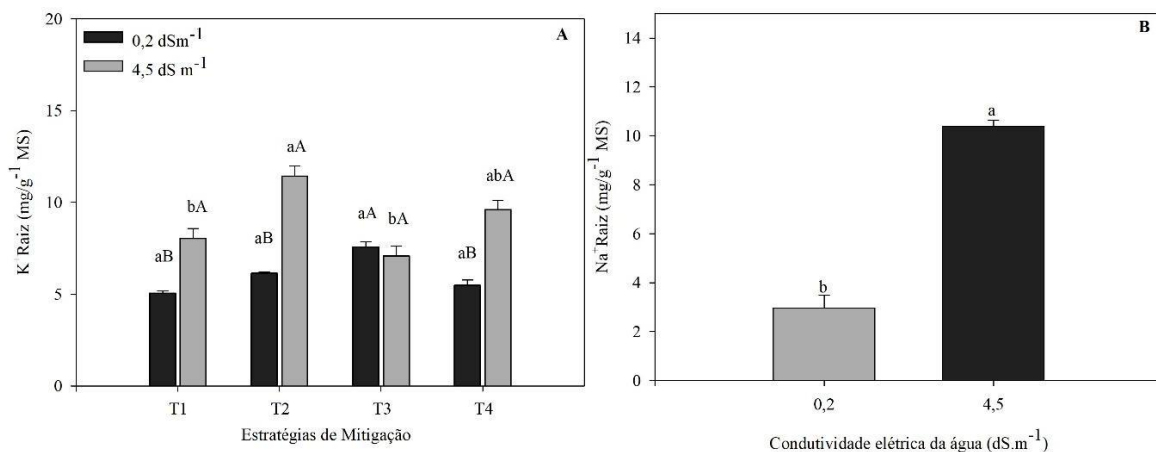 A
0,2 dSm⁻¹
4,5 dS m⁻¹
20
15
10
5
0
K⁺Raiz (mg/g⁻¹ MS)
aB
bA
aB
aA
aA
bA
aB
abA
T1
T2
T3
T4
Estratégias de Mitigação
B
14
12
10
8
6
4
2
0
Na⁺Raiz (mg/g⁻¹ MS)
b
a
0,2
4,5
Condutividade elétrica da água (dS.m⁻¹)